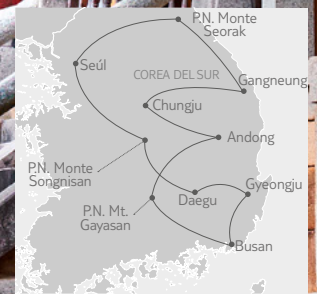 P.N. Monte
Seorak
Seúl
COREA DEL SUR
Gangneung
Chungju
Andong
P.N. Monte
Songnisan
Gyeongju
P.N. Mt.
Gayasan
Daegu
Busan